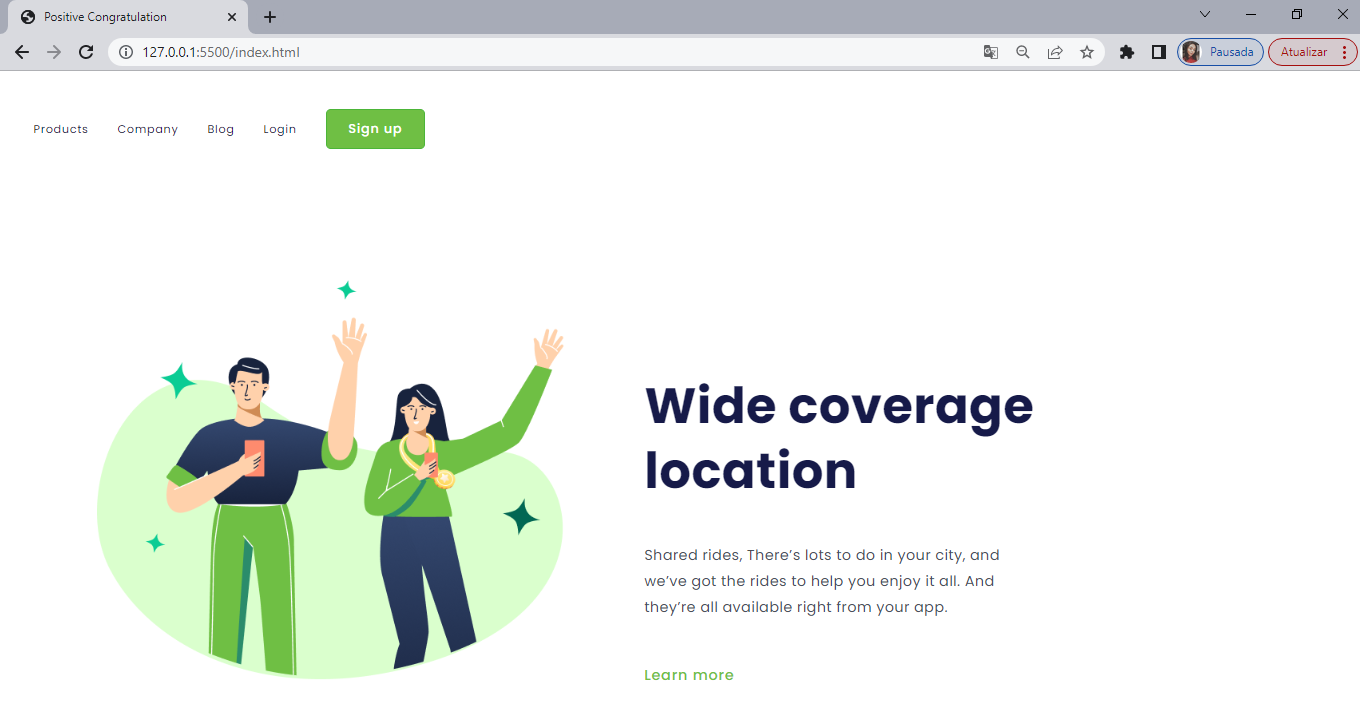 Positive Congratulation
127.0.0.1:5500/index.html
Pausada
Atualizar
Products Company Blog Login Sign up
Wide coverage
location
Shared rides, There’s lots to do in your city, and
we’ve got the rides to help you enjoy it all. And
they’re all available right from your app.
Learn more